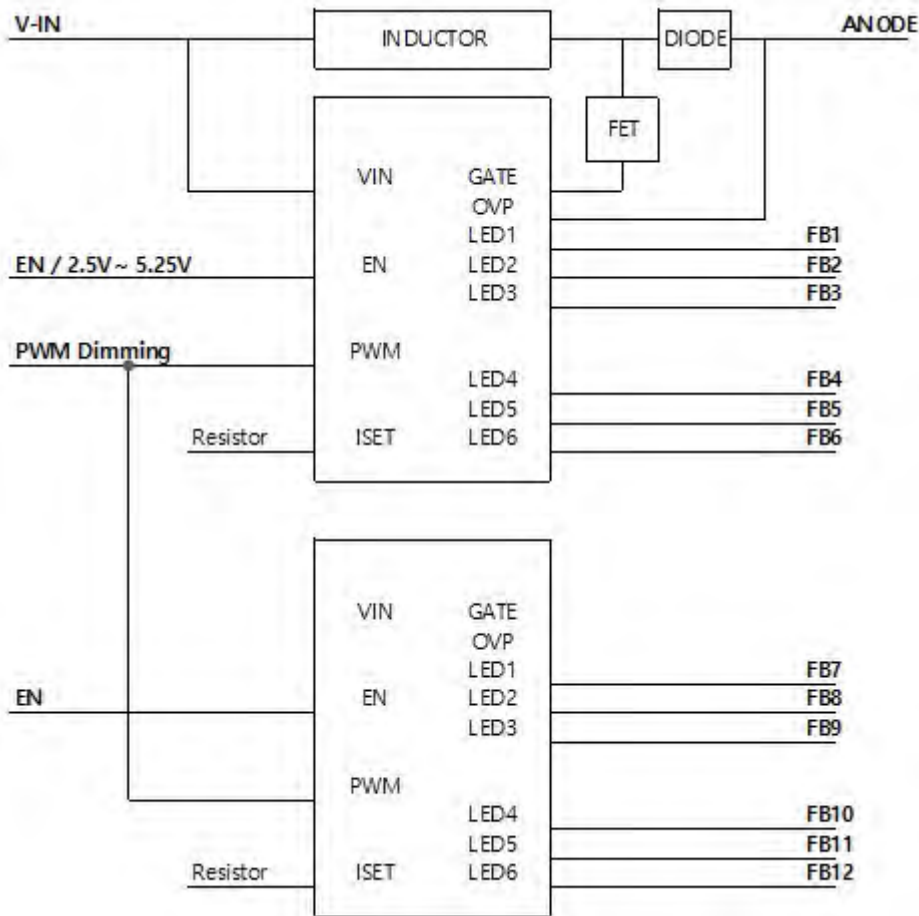 V-IN INDUCTOR DIODE ANODE
FET
VIN GATE
OVP
LED1 FB1
EN / 2.5V ~ 5.25V EN LED2 FB2
LED3 FB3
PWM Dimming PWM
LED4 FB4
LED5 FB5
Resistor ISET LED6 FB6
VIN GATE
OVP
LED1 FB7
EN EN LED2 FB8
LED3 FB9
PWM
LED4 FB10
LED5 FB11
Resistor ISET LED6 FB12